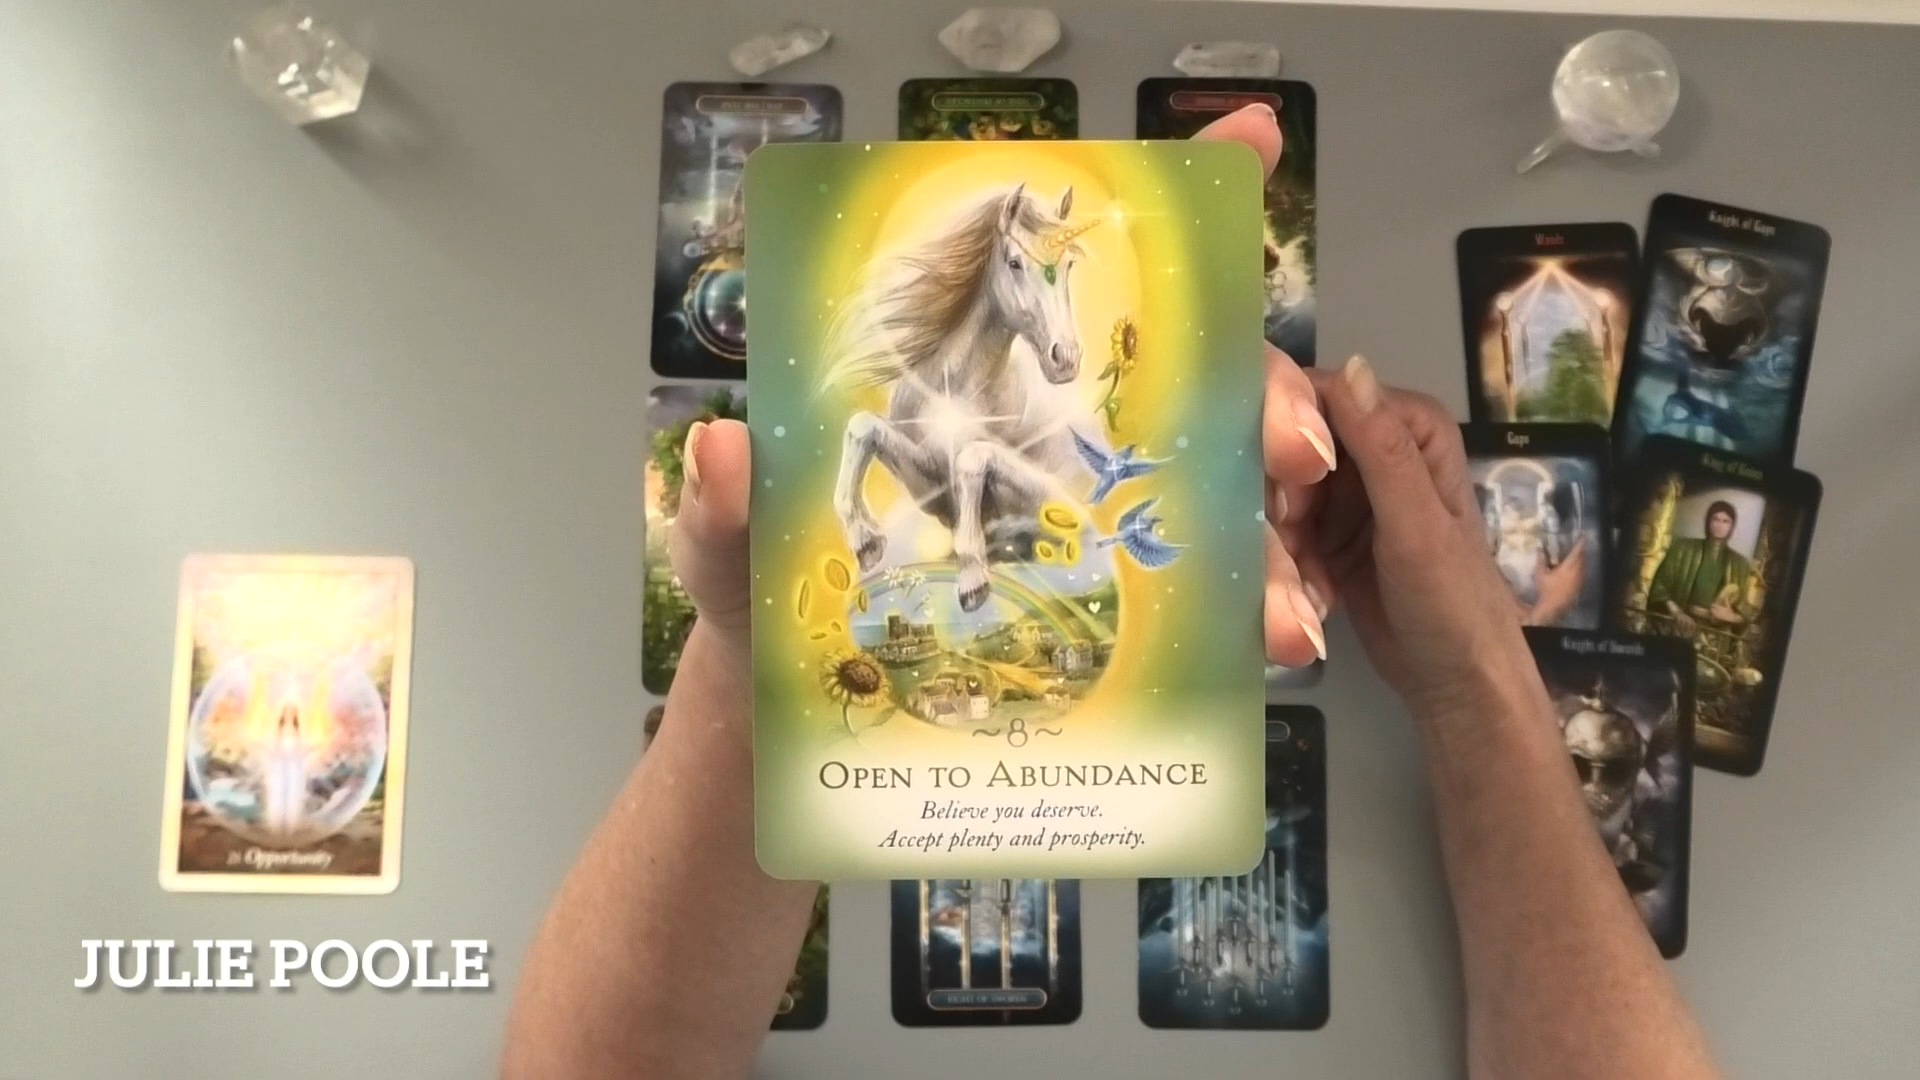 Wands
Knight of Cups
Cups
King of Coins
Knight of Swords
~8~
OPEN TO ABUNDANCE
Believe you deserve.
Accept plenty and prosperity.
Opportunity
JULIE POOLE